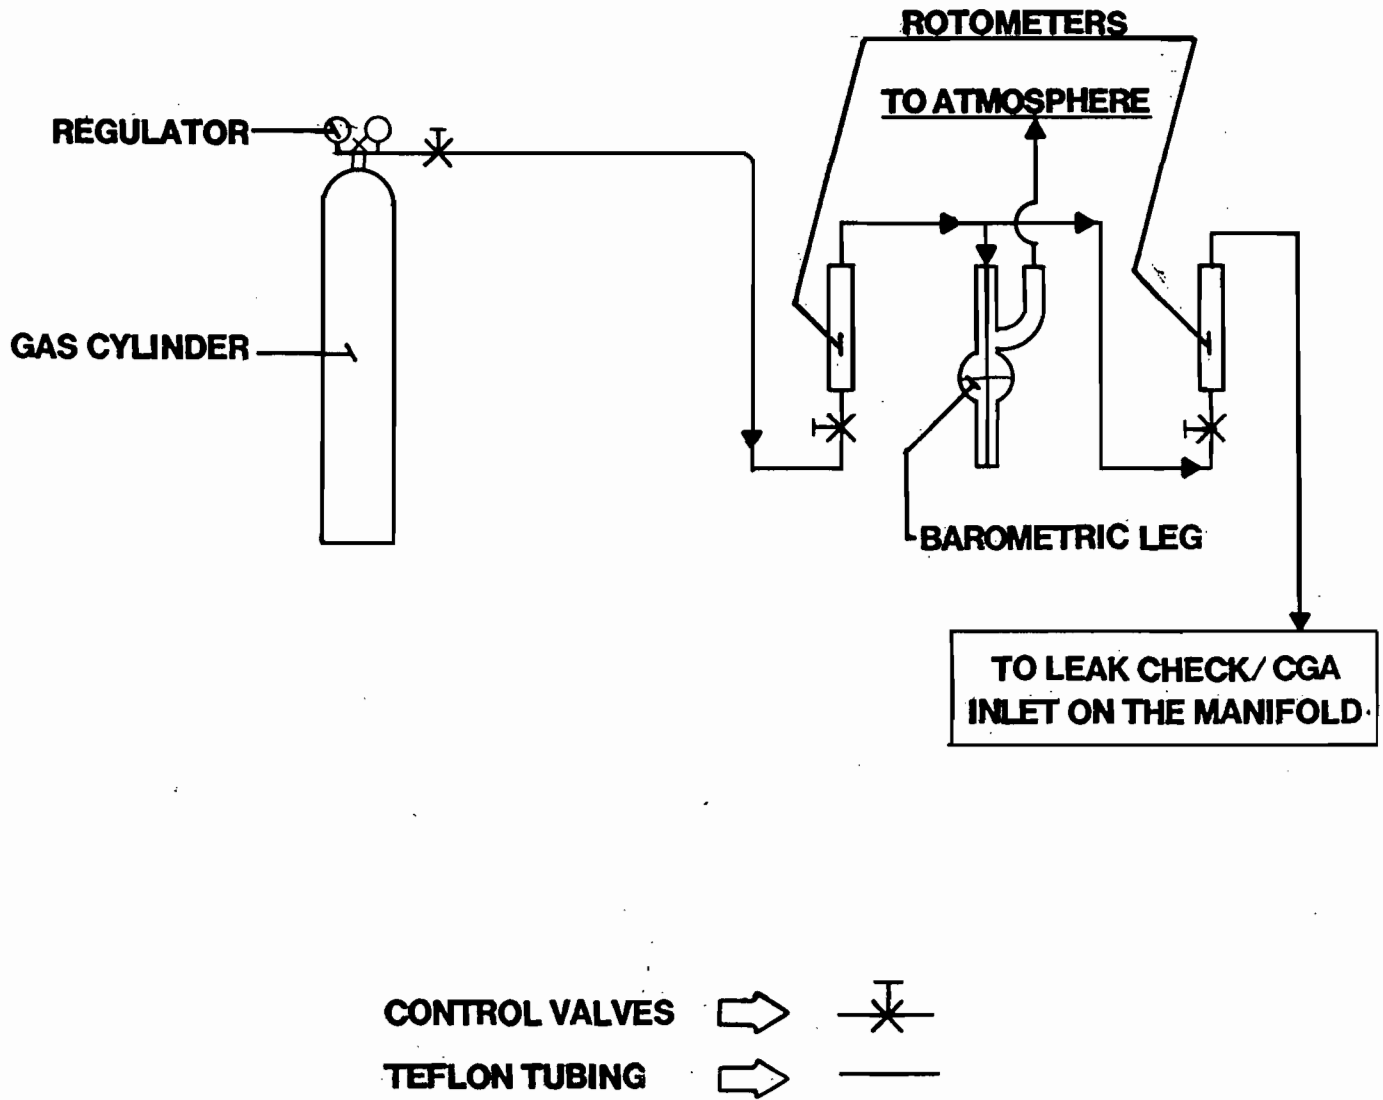 ROTOMETERS
TO ATMOSPHERE
REGULATOR
GAS CYLINDER
BAROMETRIC LEG
TO LEAK CHECK/ CGA
INLET ON THE MANIFOLD
CONTROL VALVES
TEFLON TUBING